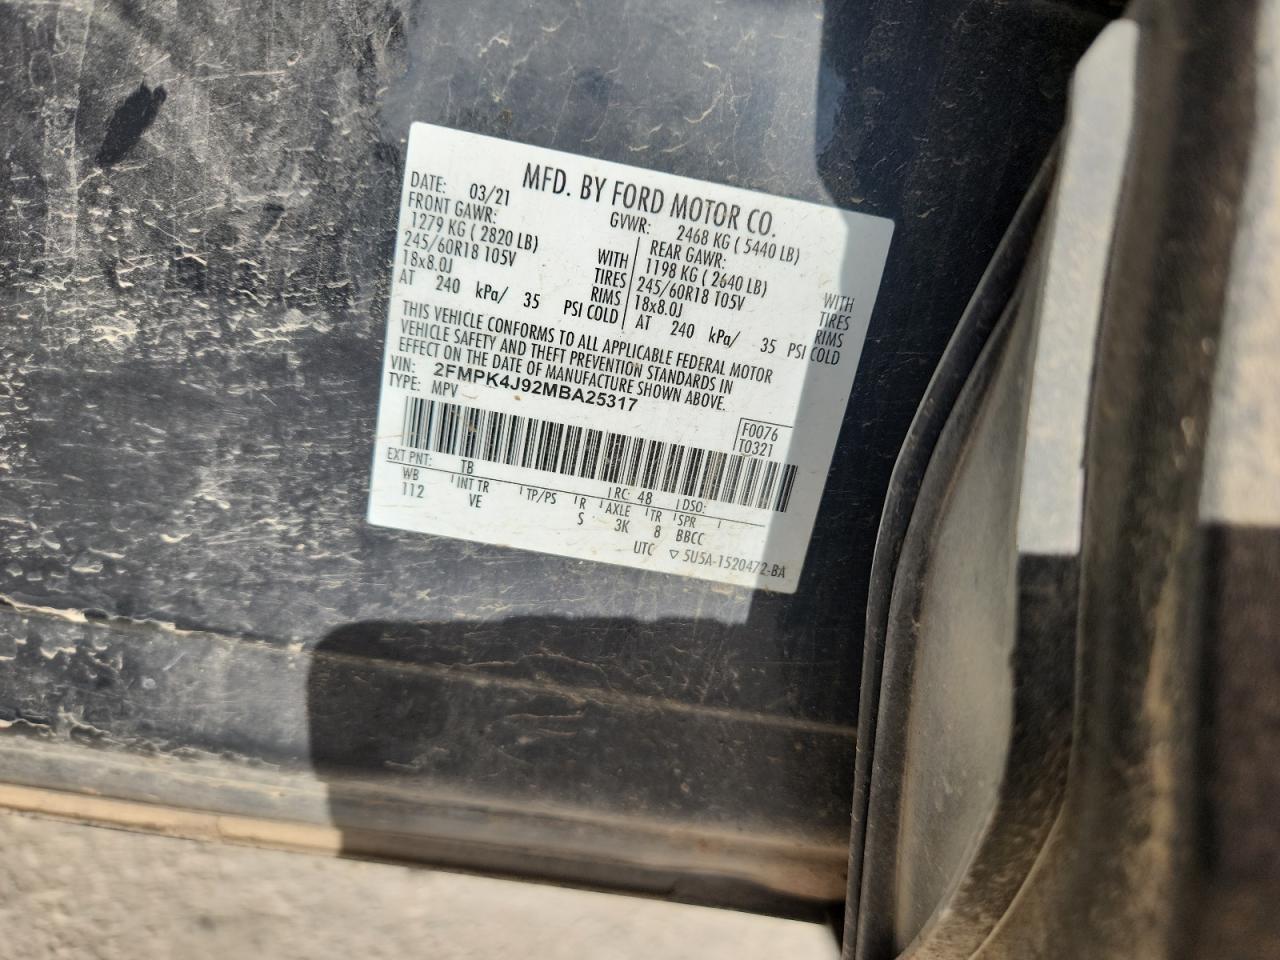 MFD. BY FORD MOTOR CO.
DATE: 03/21 GVWR: 2468 KG ( 5440 LB)
FRONT GAWR: REAR GAWR:
1279 KG ( 2820 LB) WITH 1198 KG ( 2640 LB) WITH
245/60R18 105V TIRES 245/60R18 105V TIRES
18x8.0J RIMS 18x8.0J RIMS
AT 240 kPa/ 35 PSI COLD AT 240 kPa/ 35 PSI COLD
THIS VEHICLE CONFORMS TO ALL APPLICABLE FEDERAL MOTOR
VEHICLE SAFETY AND THEFT PREVENTION STANDARDS IN
EFFECT ON THE DATE OF MANUFACTURE SHOWN ABOVE.
VIN: 2FMPK4J92MBA25317
TYPE: MPV
F0076
T0321
EXT PNT: TB RC: 48 DSO:
WB INT TR TP/PS R AXLE TR SPR
112 VE S 3K 8 BBCC
UTC ▽ 5U5A-1520472-BA